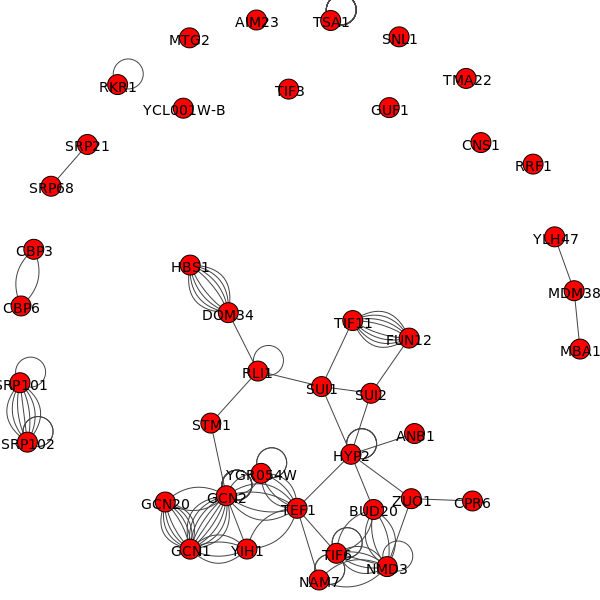 AIM23
TSA1
MTG2
SNL1
RKR1
TIF3
TMA22
YCL001W-B
GUF1
SRP21
CNS1
RRF1
SRP68
YLH47
CBP3
HBS1
MDM38
CBP6
DOM34
TIF11
FUN12
MBA1
RLI1
SRP101
SUI1
SUI2
STM1
ANB1
SRP102
HYP2
YGR054W
GCN20
GCN2
ZUO1
CPR6
TEF1
BUD20
GCN1
YIH1
TIF6
NMD3
NAM7